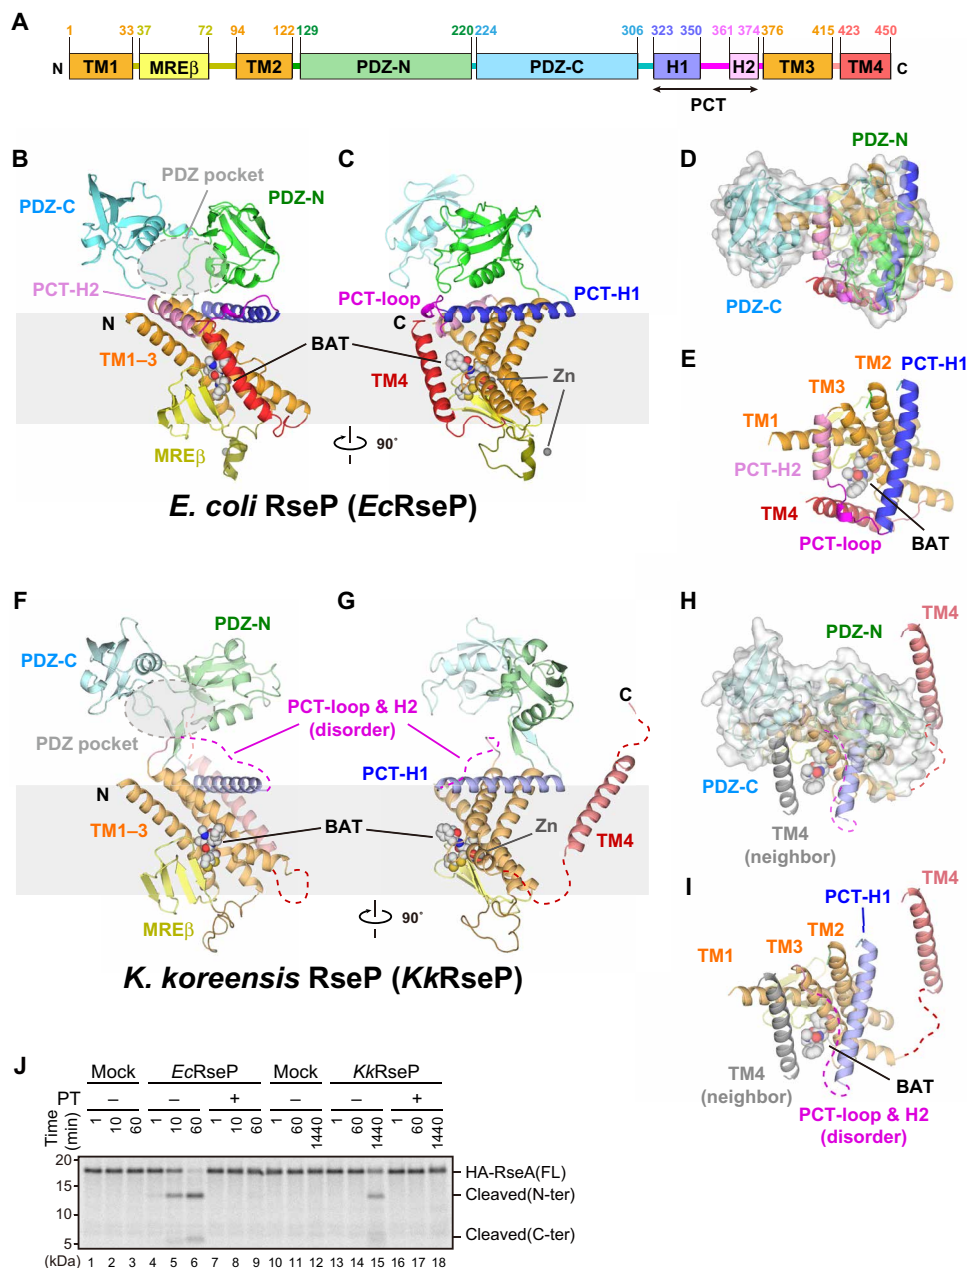 A
1 33 37 72 94 122 129 220 224 306 323 350 361 374 376 415 423 450
N TM1 MREβ TM2 PDZ-N PDZ-C H1 H2 TM3 TM4 C
PCT
B
PDZ pocket
PDZ-C
PDZ-N
PCT-H2
N
TM1–3
BAT
MREβ
90°
C
PCT-loop
PCT-H1
C
TM4
Zn
E. coli RseP (EcRseP)
D
PDZ-N
PDZ-C
E
TM2
PCT-H1
TM3
TM1
PCT-H2
TM4
PCT-loop
BAT
F
PDZ-N
PDZ-C
PDZ pocket
PCT-loop & H2
(disorder)
N
TM1–3
BAT
MREβ
90°
G
C
PCT-H1
Zn
TM4
K. koreensis RseP (KkRseP)
H
TM4
PDZ-N
PDZ-C
TM4
(neighbor)
I
TM4
PCT-H1
TM2
TM3
TM1
TM4
(neighbor)
BAT
PCT-loop & H2
(disorder)
J
Mock EcRseP Mock KkRseP
PT – – + – – +
Time
(min)
1 10 60 1 10 60 1 10 60 1 60 1440 1 60 1440 1 60 1440
20
HA-RseA(FL)
15
Cleaved(N-ter)
10
Cleaved(C-ter)
5
(kDa) 1 2 3 4 5 6 7 8 9 10 11 12 13 14 15 16 17 18